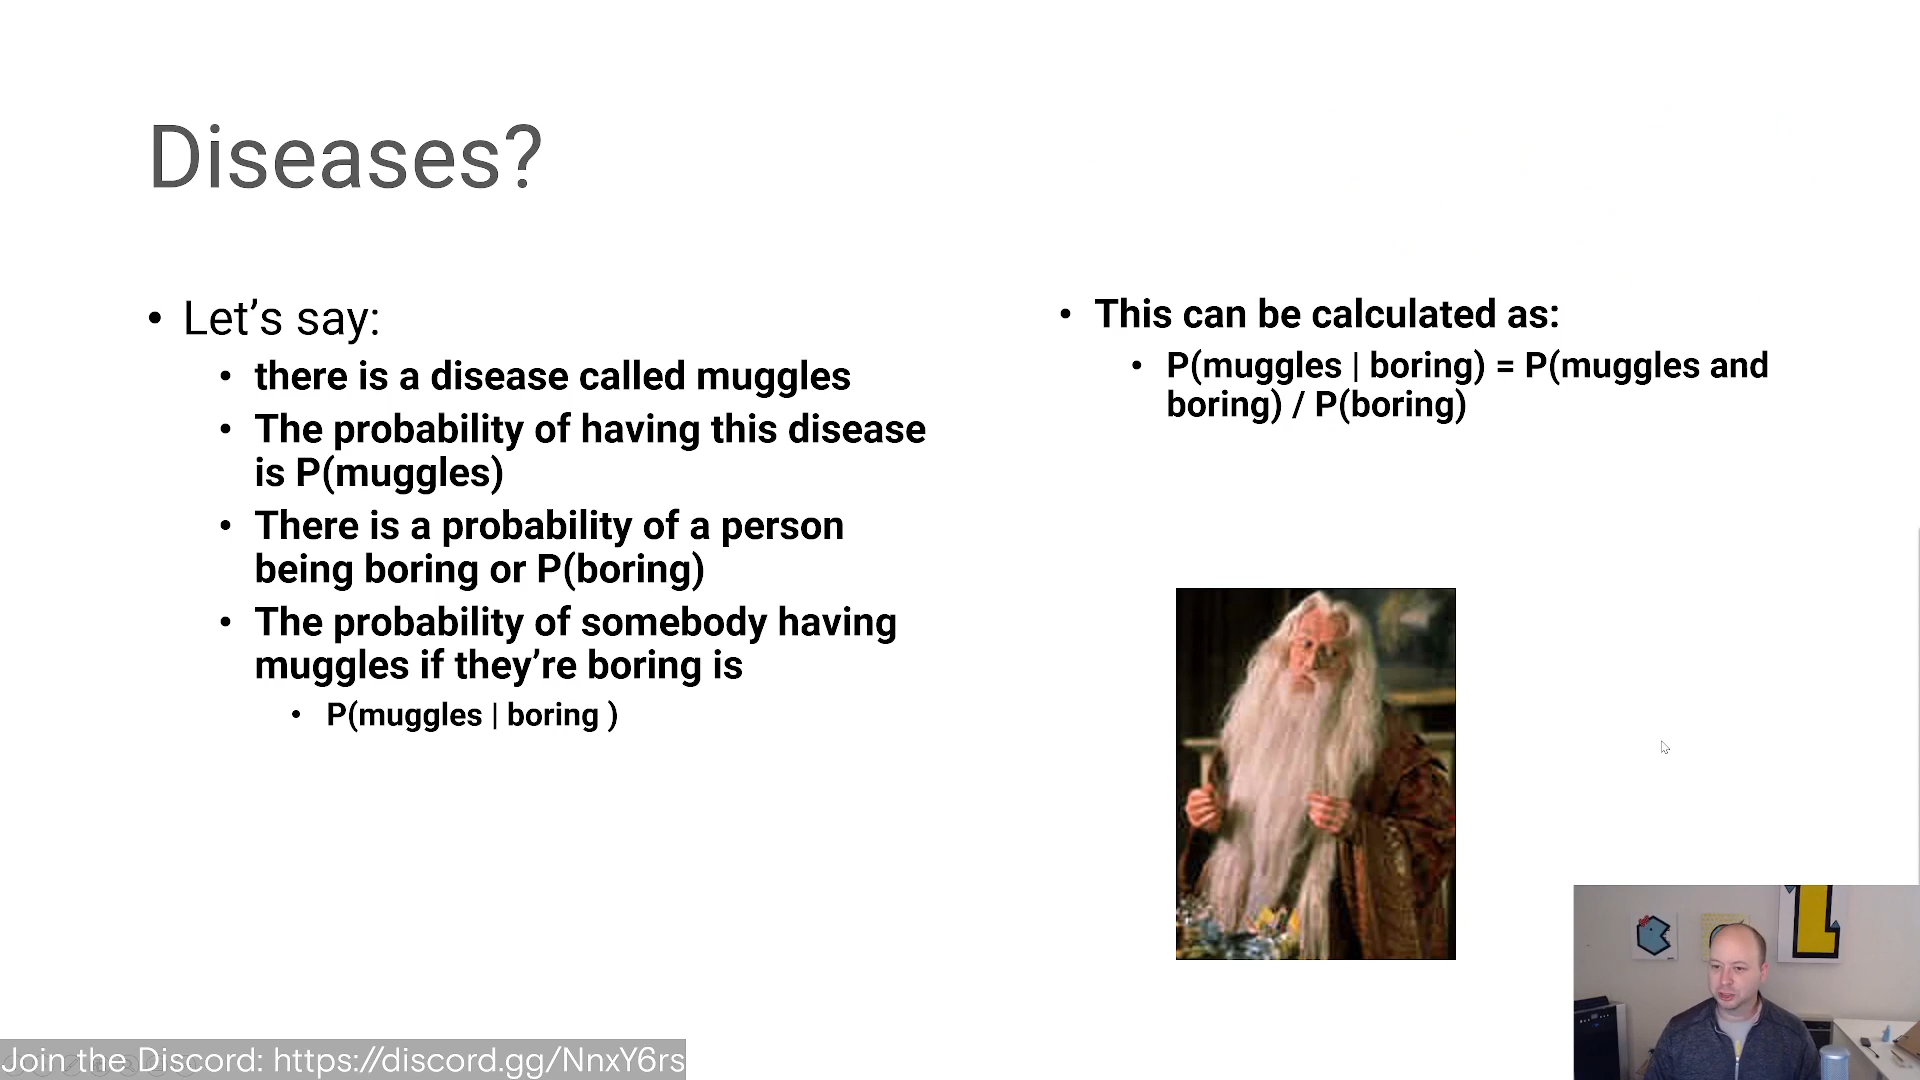 Diseases?
• Let’s say:
• there is a disease called muggles
• The probability of having this disease
is P(muggles)
• There is a probability of a person
being boring or P(boring)
• The probability of somebody having
muggles if they’re boring is
• P(muggles | boring )
• This can be calculated as:
• P(muggles | boring) = P(muggles and
boring) / P(boring)
Join the Discord: https://discord.gg/NnxY6rs